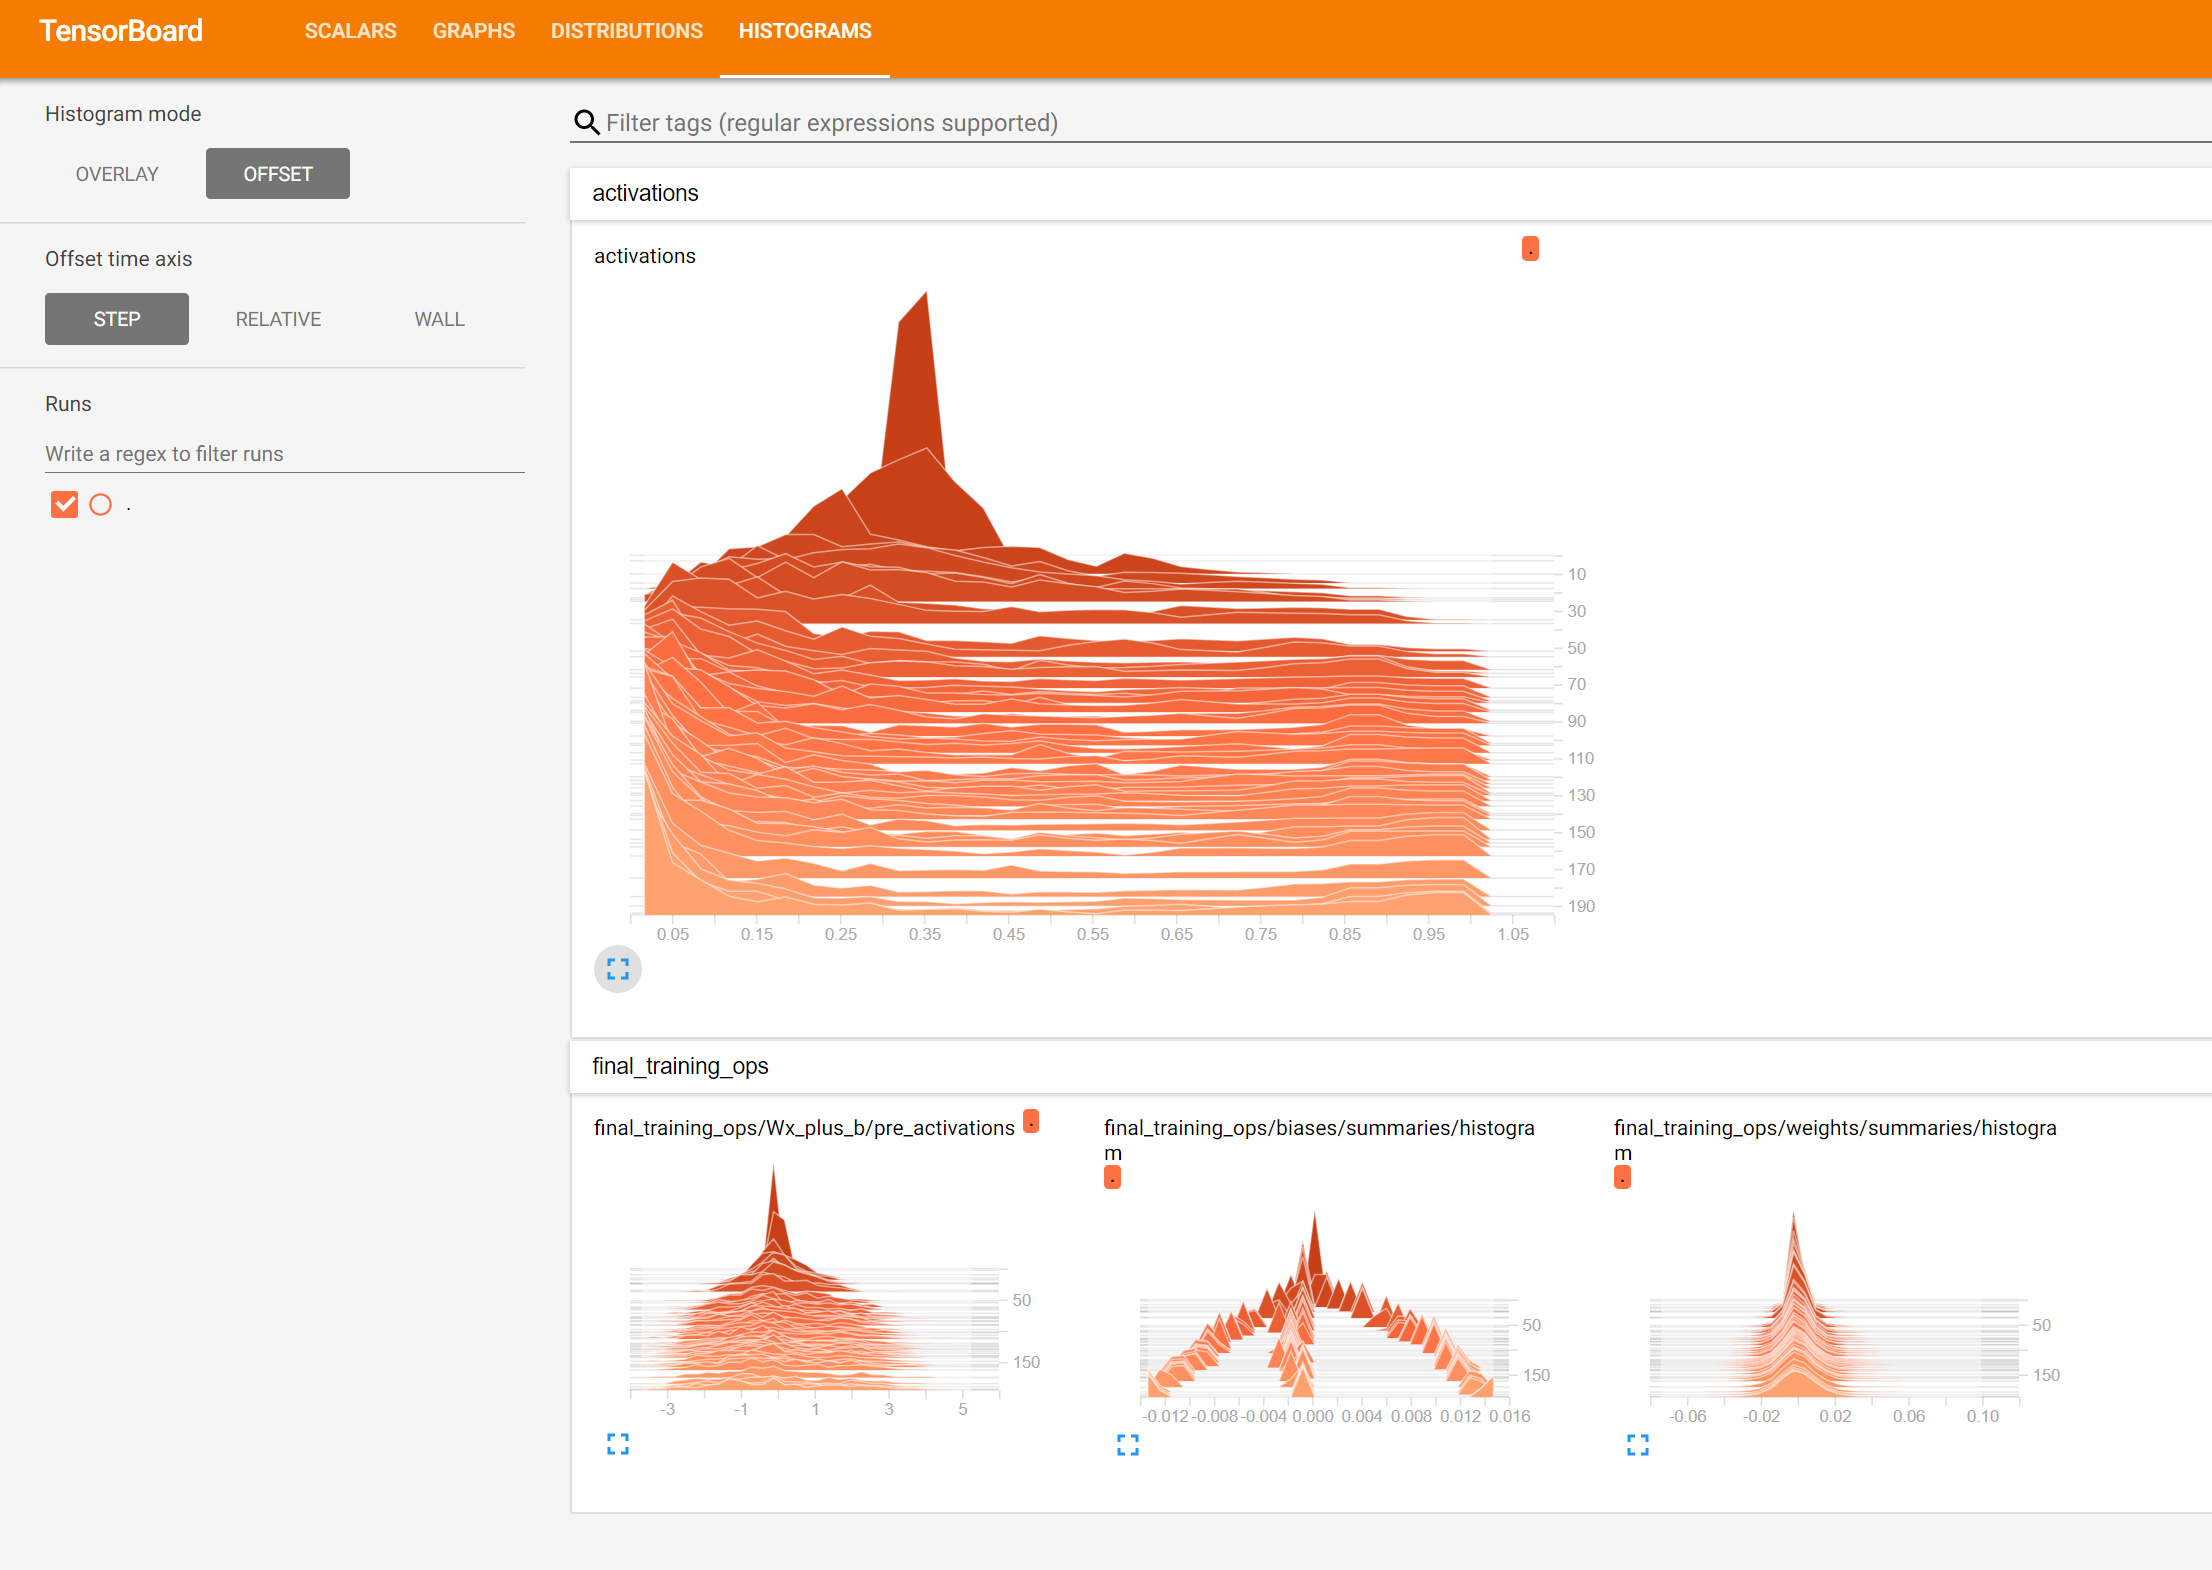 TensorBoard SCALARS GRAPHS DISTRIBUTIONS HISTOGRAMS
Histogram mode
OVERLAY OFFSET
Offset time axis
STEP RELATIVE WALL
Runs
Write a regex to filter runs
.
Filter tags (regular expressions supported)
activations
activations .
10
30
50
70
90
110
130
150
170
190
0.05 0.15 0.25 0.35 0.45 0.55 0.65 0.75 0.85 0.95 1.05
final_training_ops
final_training_ops/Wx_plus_b/pre_activations .
50
150
-3 -1 1 3 5
final_training_ops/biases/summaries/histogra
m
.
50
150
-0.012 -0.008 -0.004 0.000 0.004 0.008 0.012 0.016
final_training_ops/weights/summaries/histogra
m
.
50
150
-0.06 -0.02 0.02 0.06 0.10